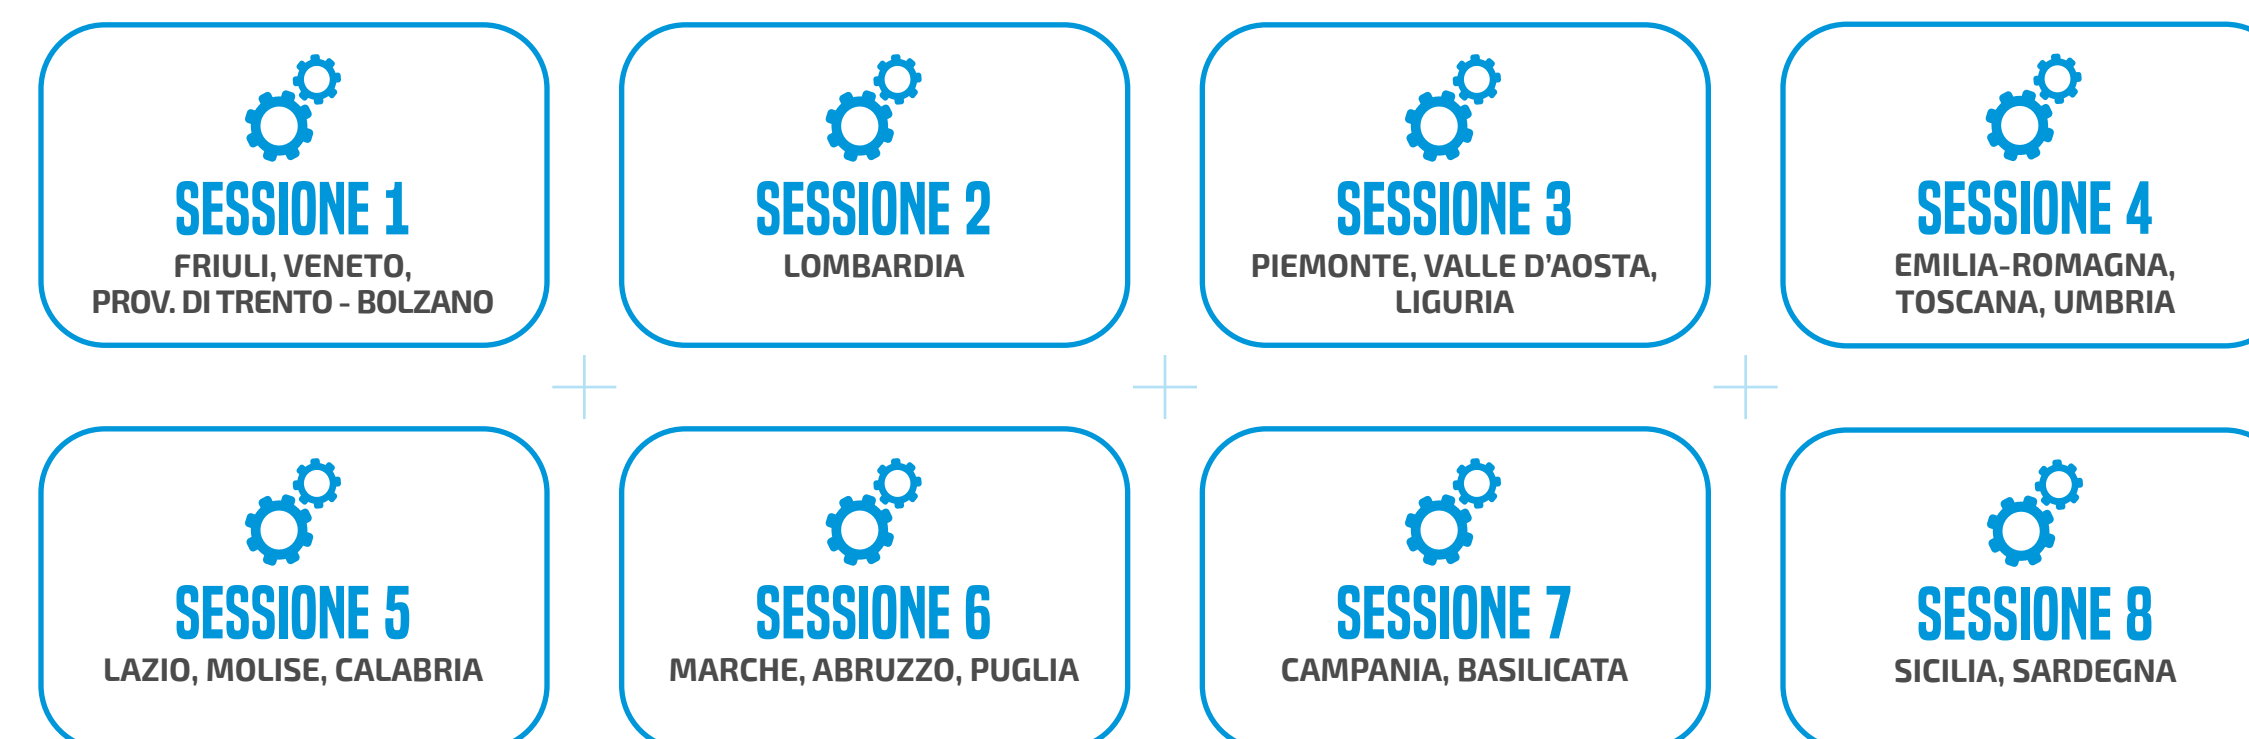 SESSIONE 1
FRIULI, VENETO,
PROV. DI TRENTO - BOLZANO
SESSIONE 2
LOMBARDIA
SESSIONE 3
PIEMONTE, VALLE D’AOSTA,
LIGURIA
SESSIONE 4
EMILIA-ROMAGNA,
TOSCANA, UMBRIA
SESSIONE 5
LAZIO, MOLISE, CALABRIA
SESSIONE 6
MARCHE, ABRUZZO, PUGLIA
SESSIONE 7
CAMPANIA, BASILICATA
SESSIONE 8
SICILIA, SARDEGNA